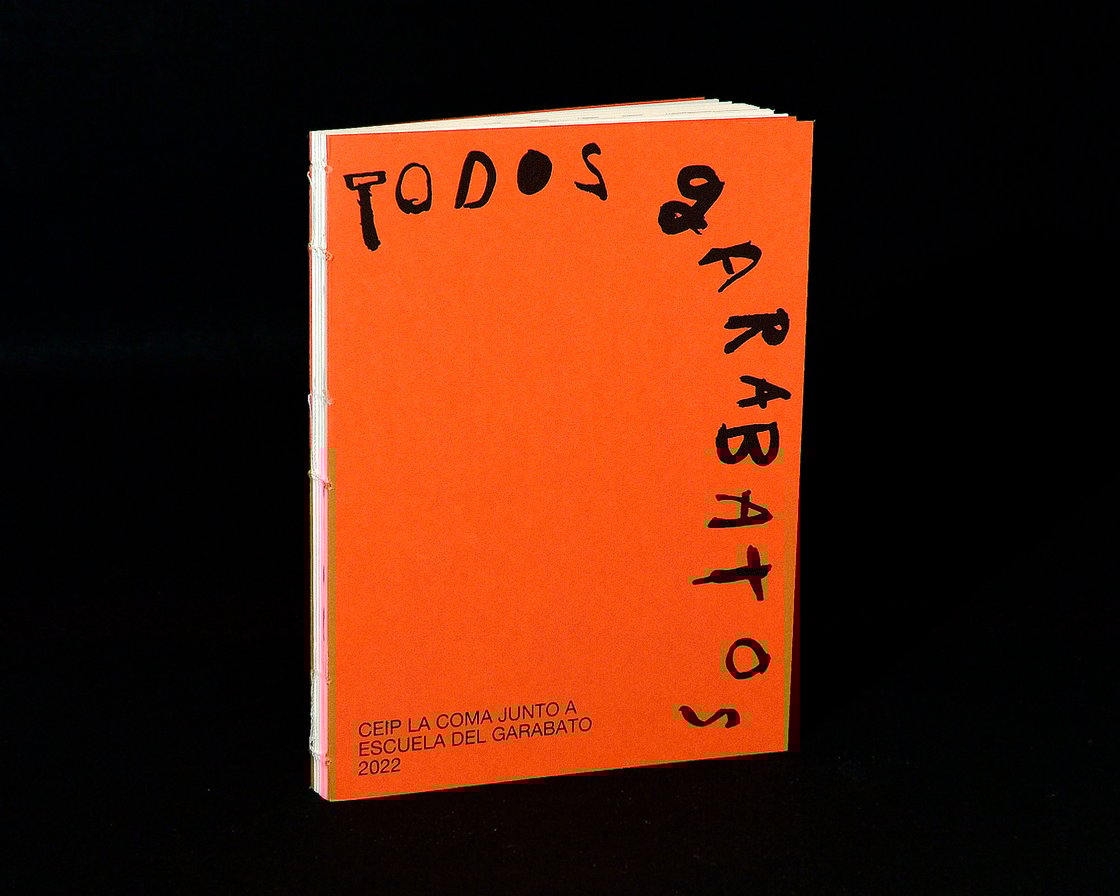 TODOS
gARABATOS
CEIP LA COMA JUNTO A
ESCUELA DEL GARABATO
2022